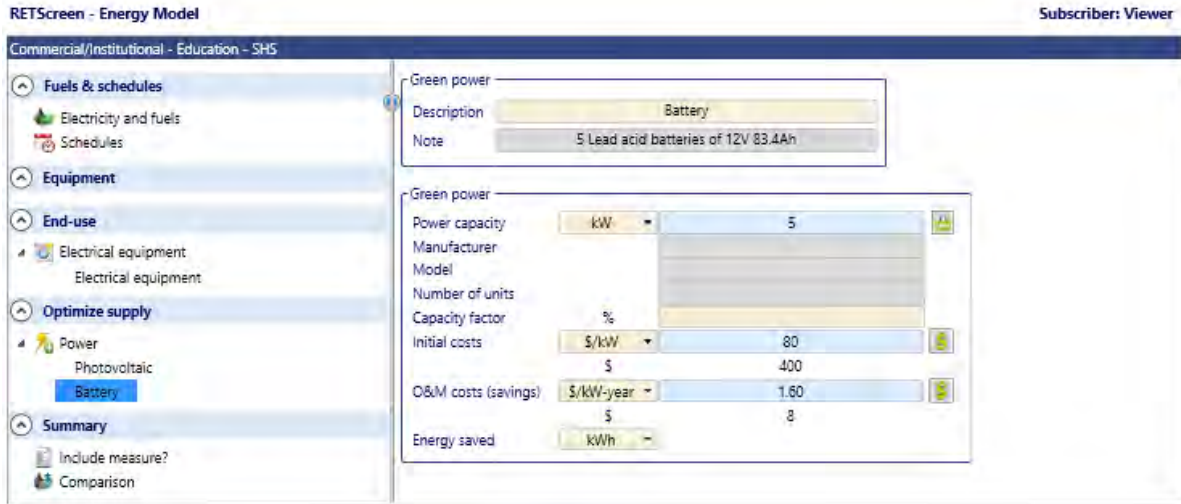 RETScreen - Energy Model Subscriber: Viewer
Commercial/Institutional - Education - SHS
Fuels & schedules
Electricity and fuels
Schedules
Equipment
End-use
Electrical equipment
Electrical equipment
Optimize supply
Power
Photovoltaic
Battery
Summary
Include measure?
Comparison
Green power
Description Battery
Note 5 Lead acid batteries of 12V 83.4Ah
Green power
Power capacity kW 5
Manufacturer
Model
Number of units
Capacity factor %
Initial costs $/kW 80
$ 400
O&M costs (savings) $/kW-year 1.60
$ 8
Energy saved kWh